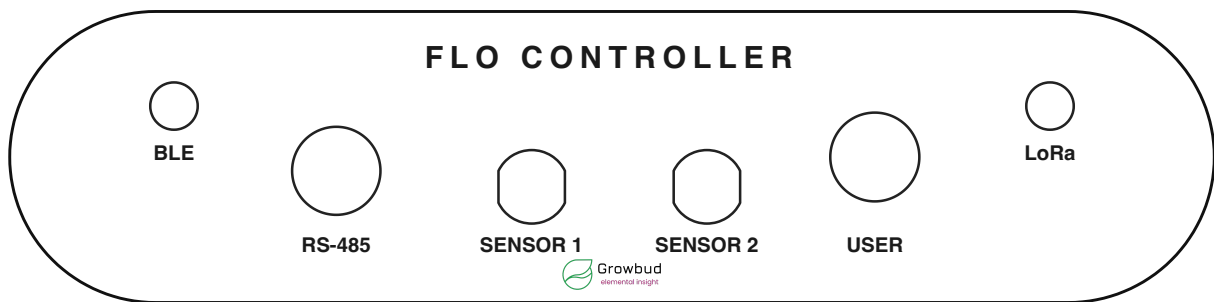 FLO CONTROLLER
BLE
LoRa
RS-485
SENSOR 1
SENSOR 2
USER
Growbud
elemental insight